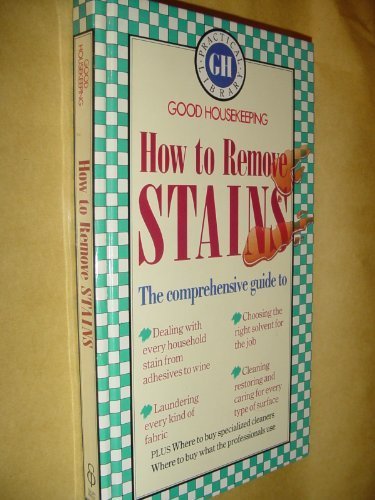 GOOD
HOUSEKEEPING
How to Remove STAINS
PRACTICAL
GH
LIBRARY
GOOD HOUSEKEEPING
How to Remove
STAINS
The comprehensive guide to
Dealing with
every household
stain from
adhesives to wine
Laundering
every kind of
fabric
Choosing the
right solvent for
the job
Cleaning
restoring and
caring for every
type of surface
PLUS Where to buy specialized cleaners
Where to buy what the professionals use